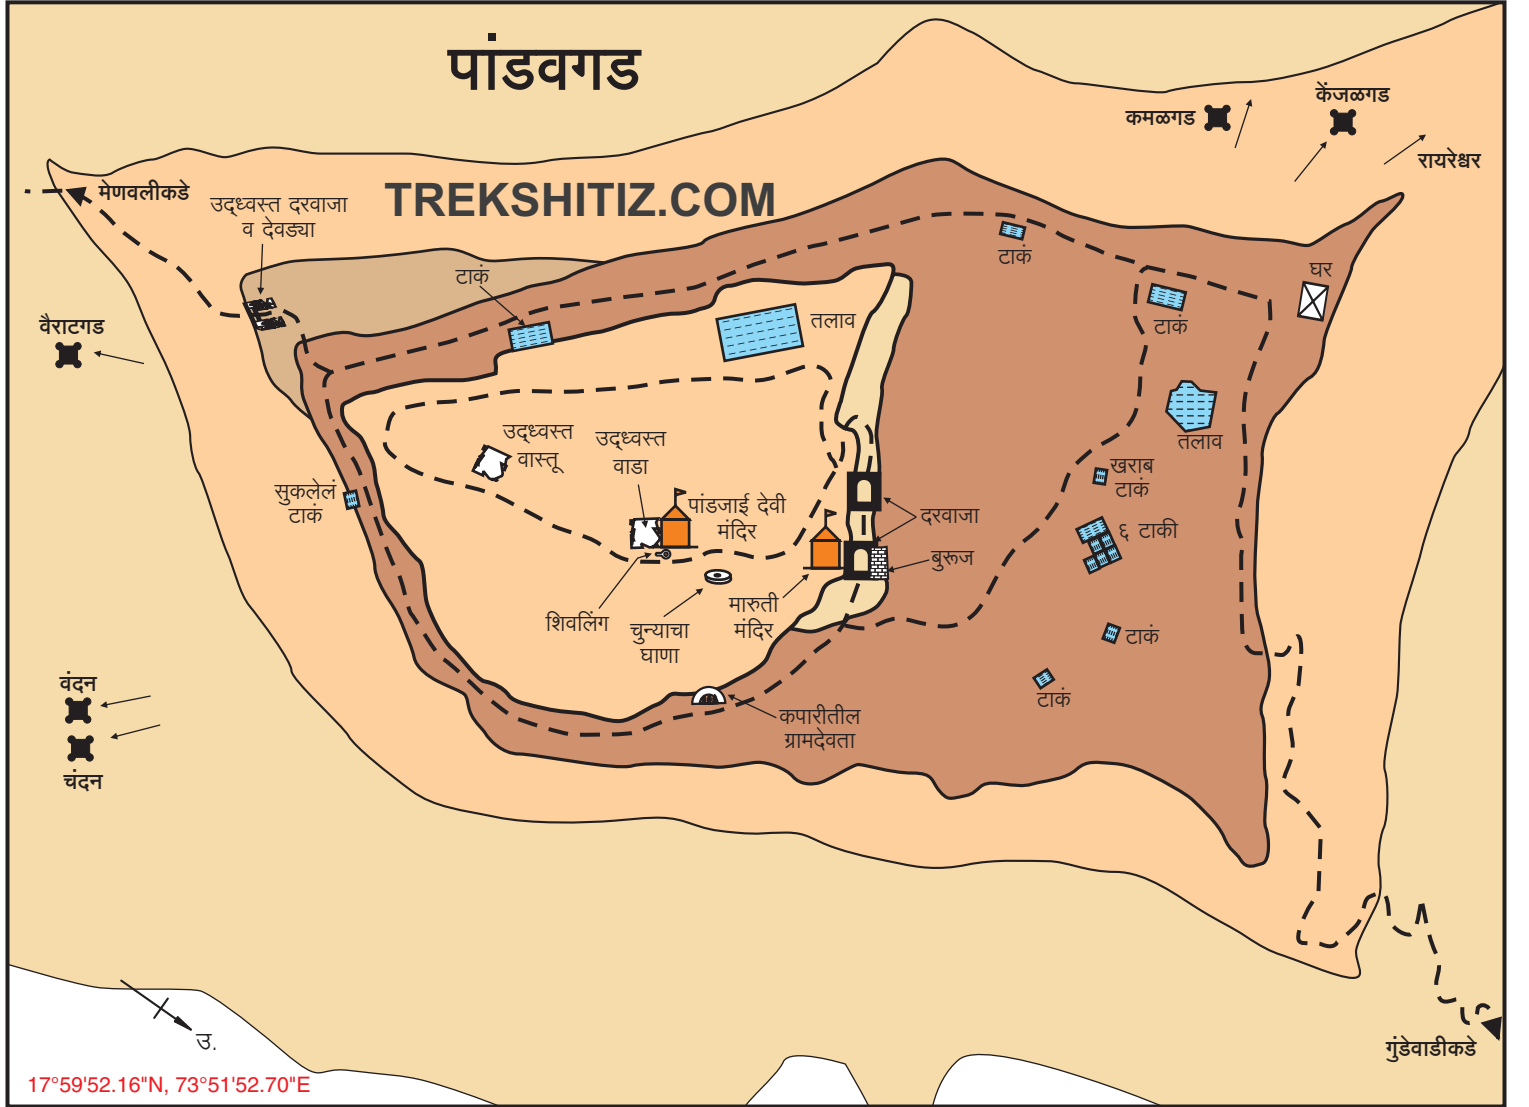 पांडवगड
कमळगड
केंजळगड
रायरेश्वर
मेणवलीकडे
TREKSHITIZ.COM
उद्ध्वस्त दरवाजा
व देवड्या
टाकं
टाकं
घर
टाकं
तलाव
वैराटगड
तलाव
उद्ध्वस्त
वास्तू
उद्ध्वस्त
वाडा
खराब
टाकं
सुकलेलं
टाकं
पांडजाई देवी
मंदिर
दरवाजा
६ टाकी
बुरूज
शिवलिंग
चुन्याचा
घाणा
मारुती
मंदिर
टाकं
वंदन
टाकं
कपारीतील
ग्रामदेवता
चंदन
उ.
गुंडेवाडीकडे
17°59'52.16"N, 73°51'52.70"E